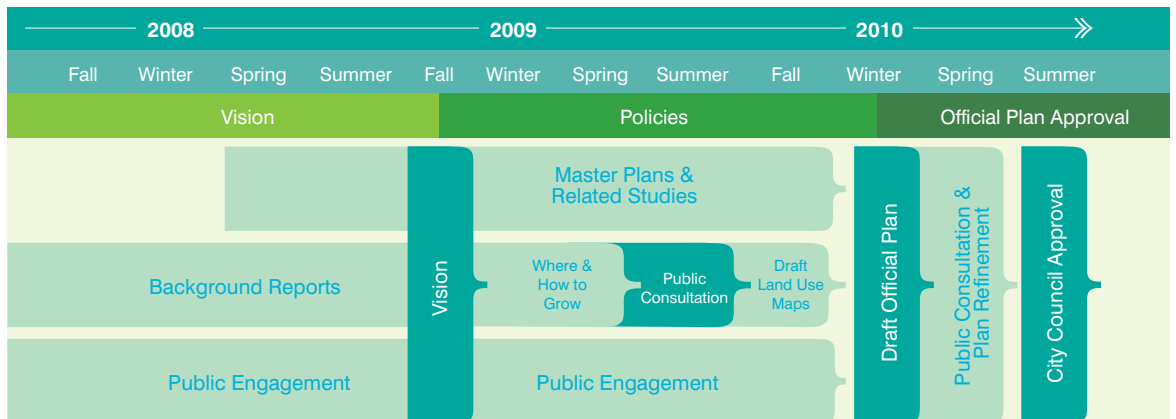 2008 2009 2010
Fall Winter Spring Summer Fall Winter Spring Summer Fall Winter Spring Summer
Vision Policies Official Plan Approval
Master Plans &
Related Studies
Background Reports
Vision
Where &
How to
Grow
Public
Consultation
Draft
Land Use
Maps
Public Engagement
Public Engagement
Draft Official Plan
Public Consultation &
Plan Refinement
City Council Approval